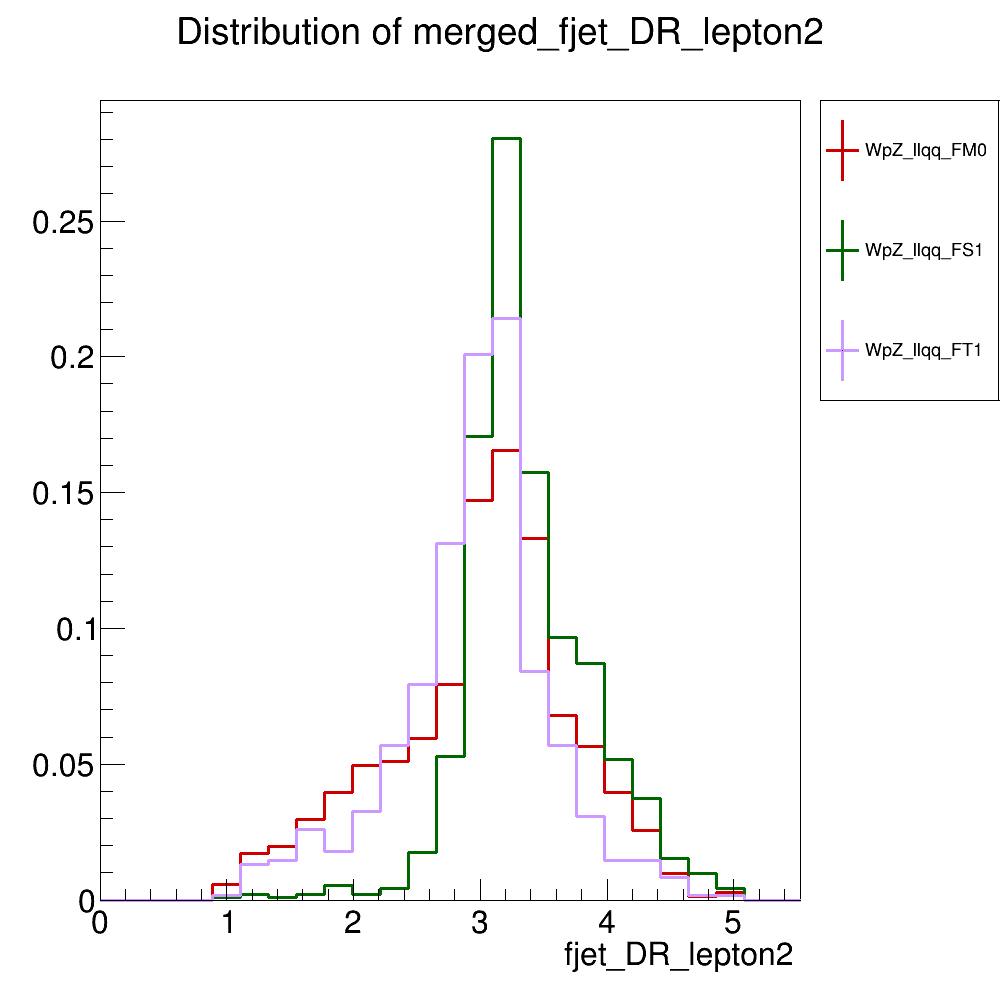 Distribution of merged_fjet_DR_lepton2
WpZ_llqq_FM0
WpZ_llqq_FS1
WpZ_llqq_FT1
0.25
0.2
0.15
0.1
0.05
0
0 1 2 3 4 5
fjet_DR_lepton2